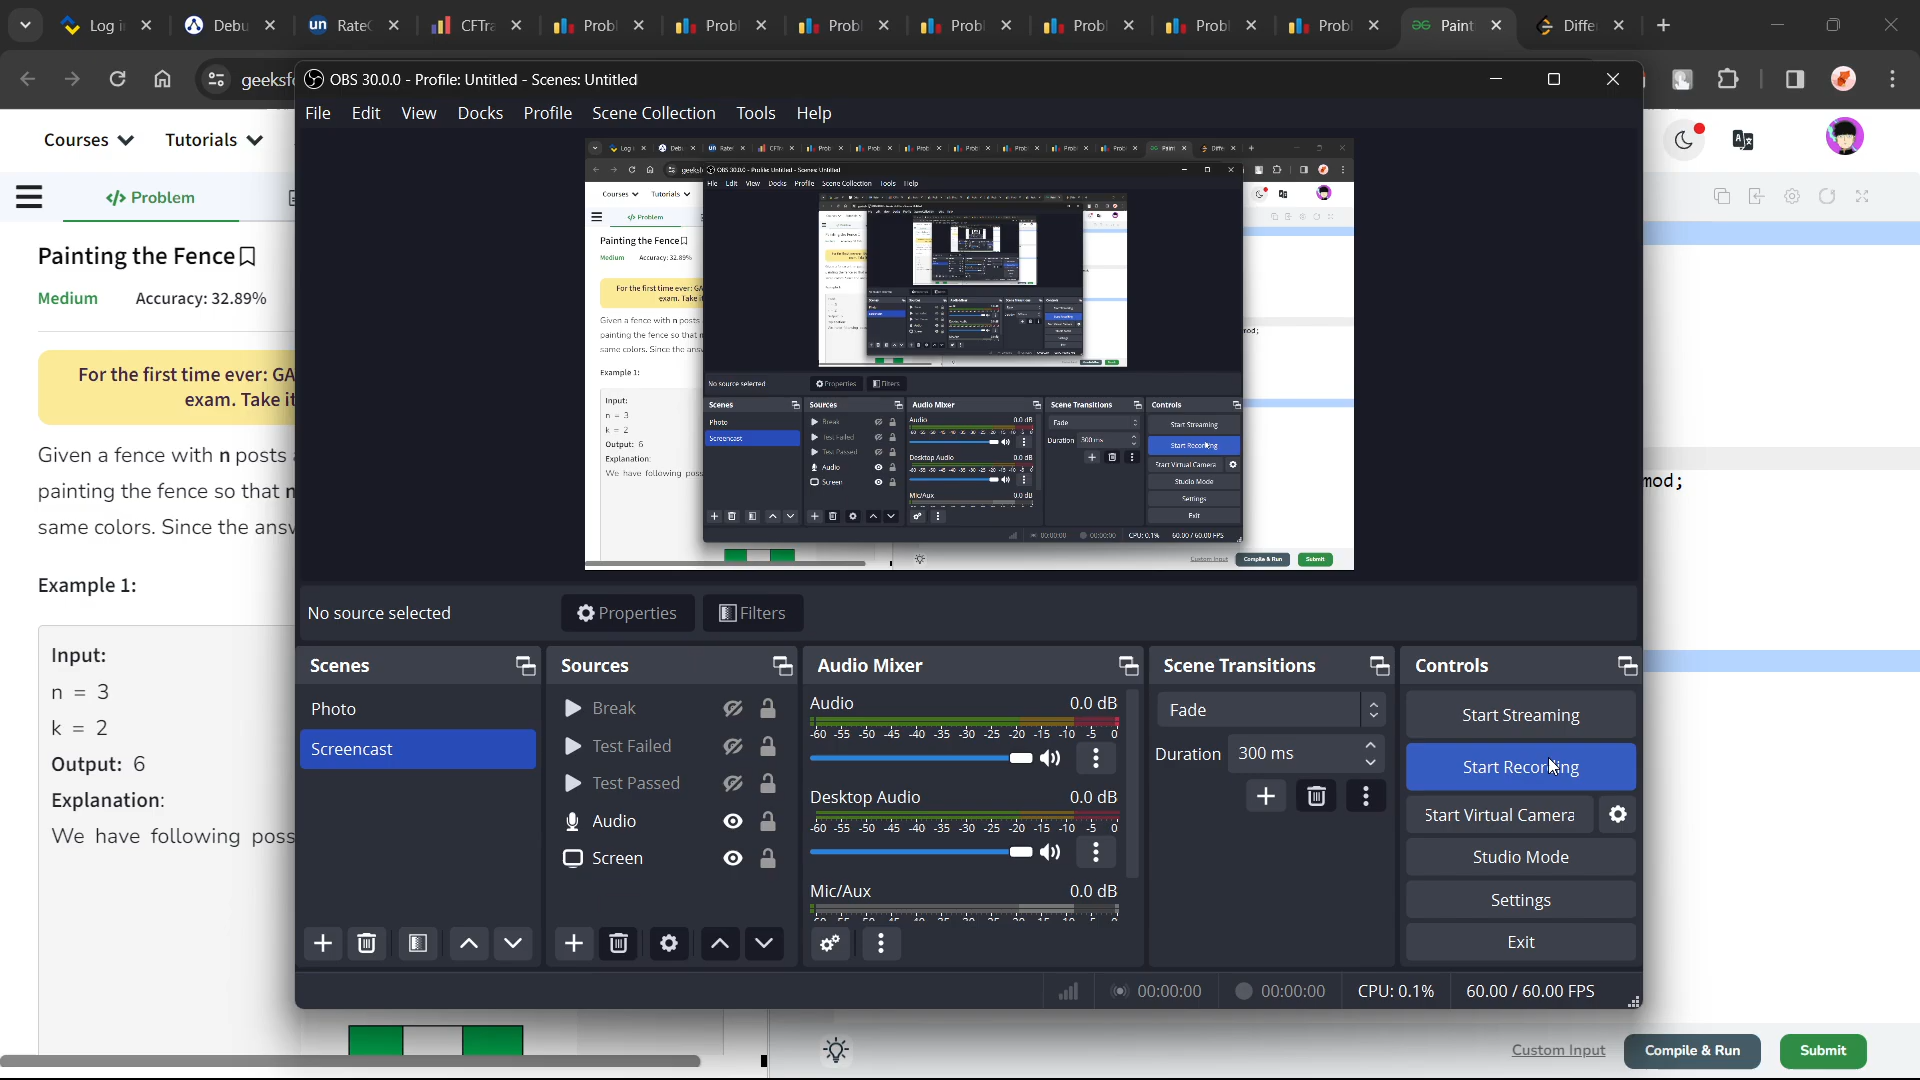 Log i
Debu
Rate
CFTra
Probl
Probl
Probl
Probl
Probl
Probl
Probl
Paint
Differ
geeksfo
OBS 30.0.0 - Profile: Untitled - Scenes: Untitled
File Edit View Docks Profile Scene Collection Tools Help
Courses Tutorials
</> Problem
Painting the Fence
Medium Accuracy: 32.89%
For the first time ever: GA
exam. Take it
Given a fence with n posts
painting the fence so that
same colors. Since the answ
mod;
Example 1:
Input:
n = 3
k = 2
Output: 6
Explanation:
We have following poss
No source selected Properties Filters
Scenes
Photo
Screencast
Sources
Break
Test Failed
Test Passed
Audio
Screen
Audio Mixer
Audio 0.0 dB
-60 -55 -50 -45 -40 -35 -30 -25 -20 -15 -10 -5 0
Desktop Audio 0.0 dB
-60 -55 -50 -45 -40 -35 -30 -25 -20 -15 -10 -5 0
Mic/Aux 0.0 dB
Scene Transitions
Fade
Duration 300 ms
Controls
Start Streaming
Start Recording
Start Virtual Camera
Studio Mode
Settings
Exit
00:00:00 00:00:00 CPU: 0.1% 60.00 / 60.00 FPS
Custom Input Compile & Run Submit